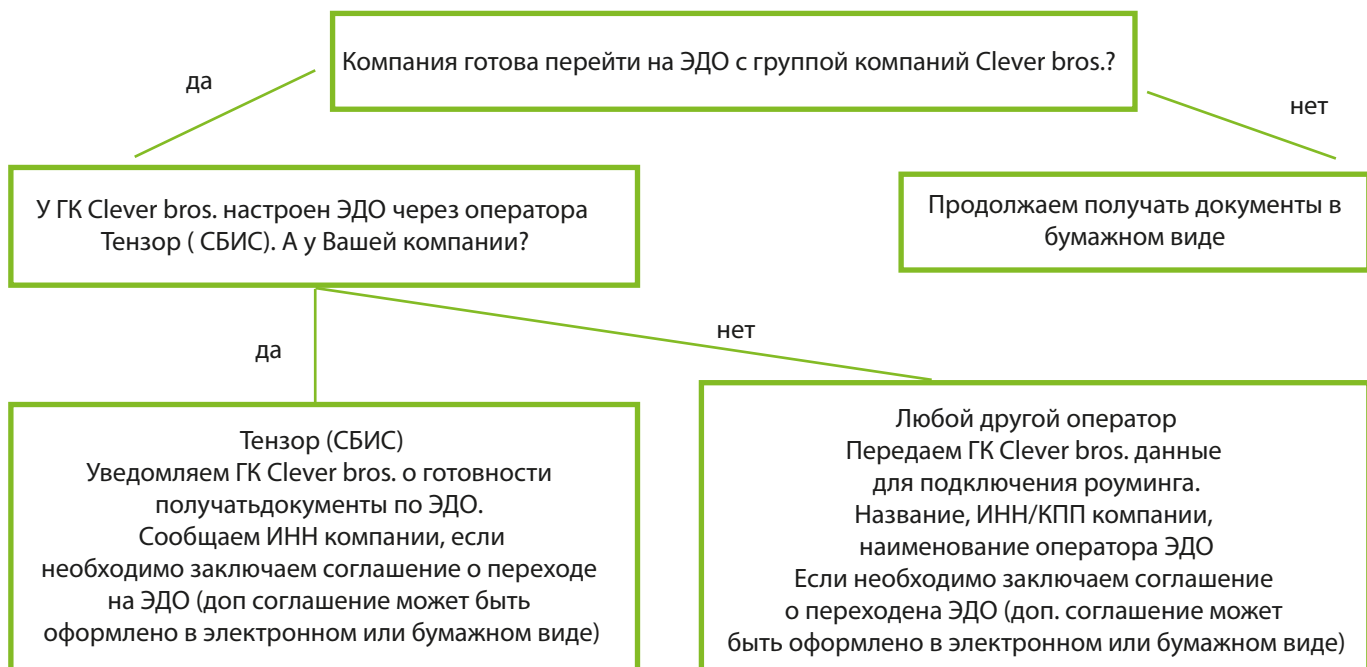 Компания готова перейти на ЭДО с группой компаний Clever bros.?
да
нет
У ГК Clever bros. настроен ЭДО через оператора
Тензор ( СБИС). А у Вашей компании?
Продолжаем получать документы в
бумажном виде
да
нет
Тензор (СБИС)
Уведомляем ГК Clever bros. о готовности
получатьдокументы по ЭДО.
Сообщаем ИНН компании, если
необходимо заключаем соглашение о переходе
на ЭДО (доп соглашение может быть
оформлено в электронном или бумажном виде)
Любой другой оператор
Передаем ГК Clever bros. данные
для подключения роуминга.
Название, ИНН/КПП компании,
наименование оператора ЭДО
Если необходимо заключаем соглашение
о переходена ЭДО (доп. соглашение может
быть оформлено в электронном или бумажном виде)